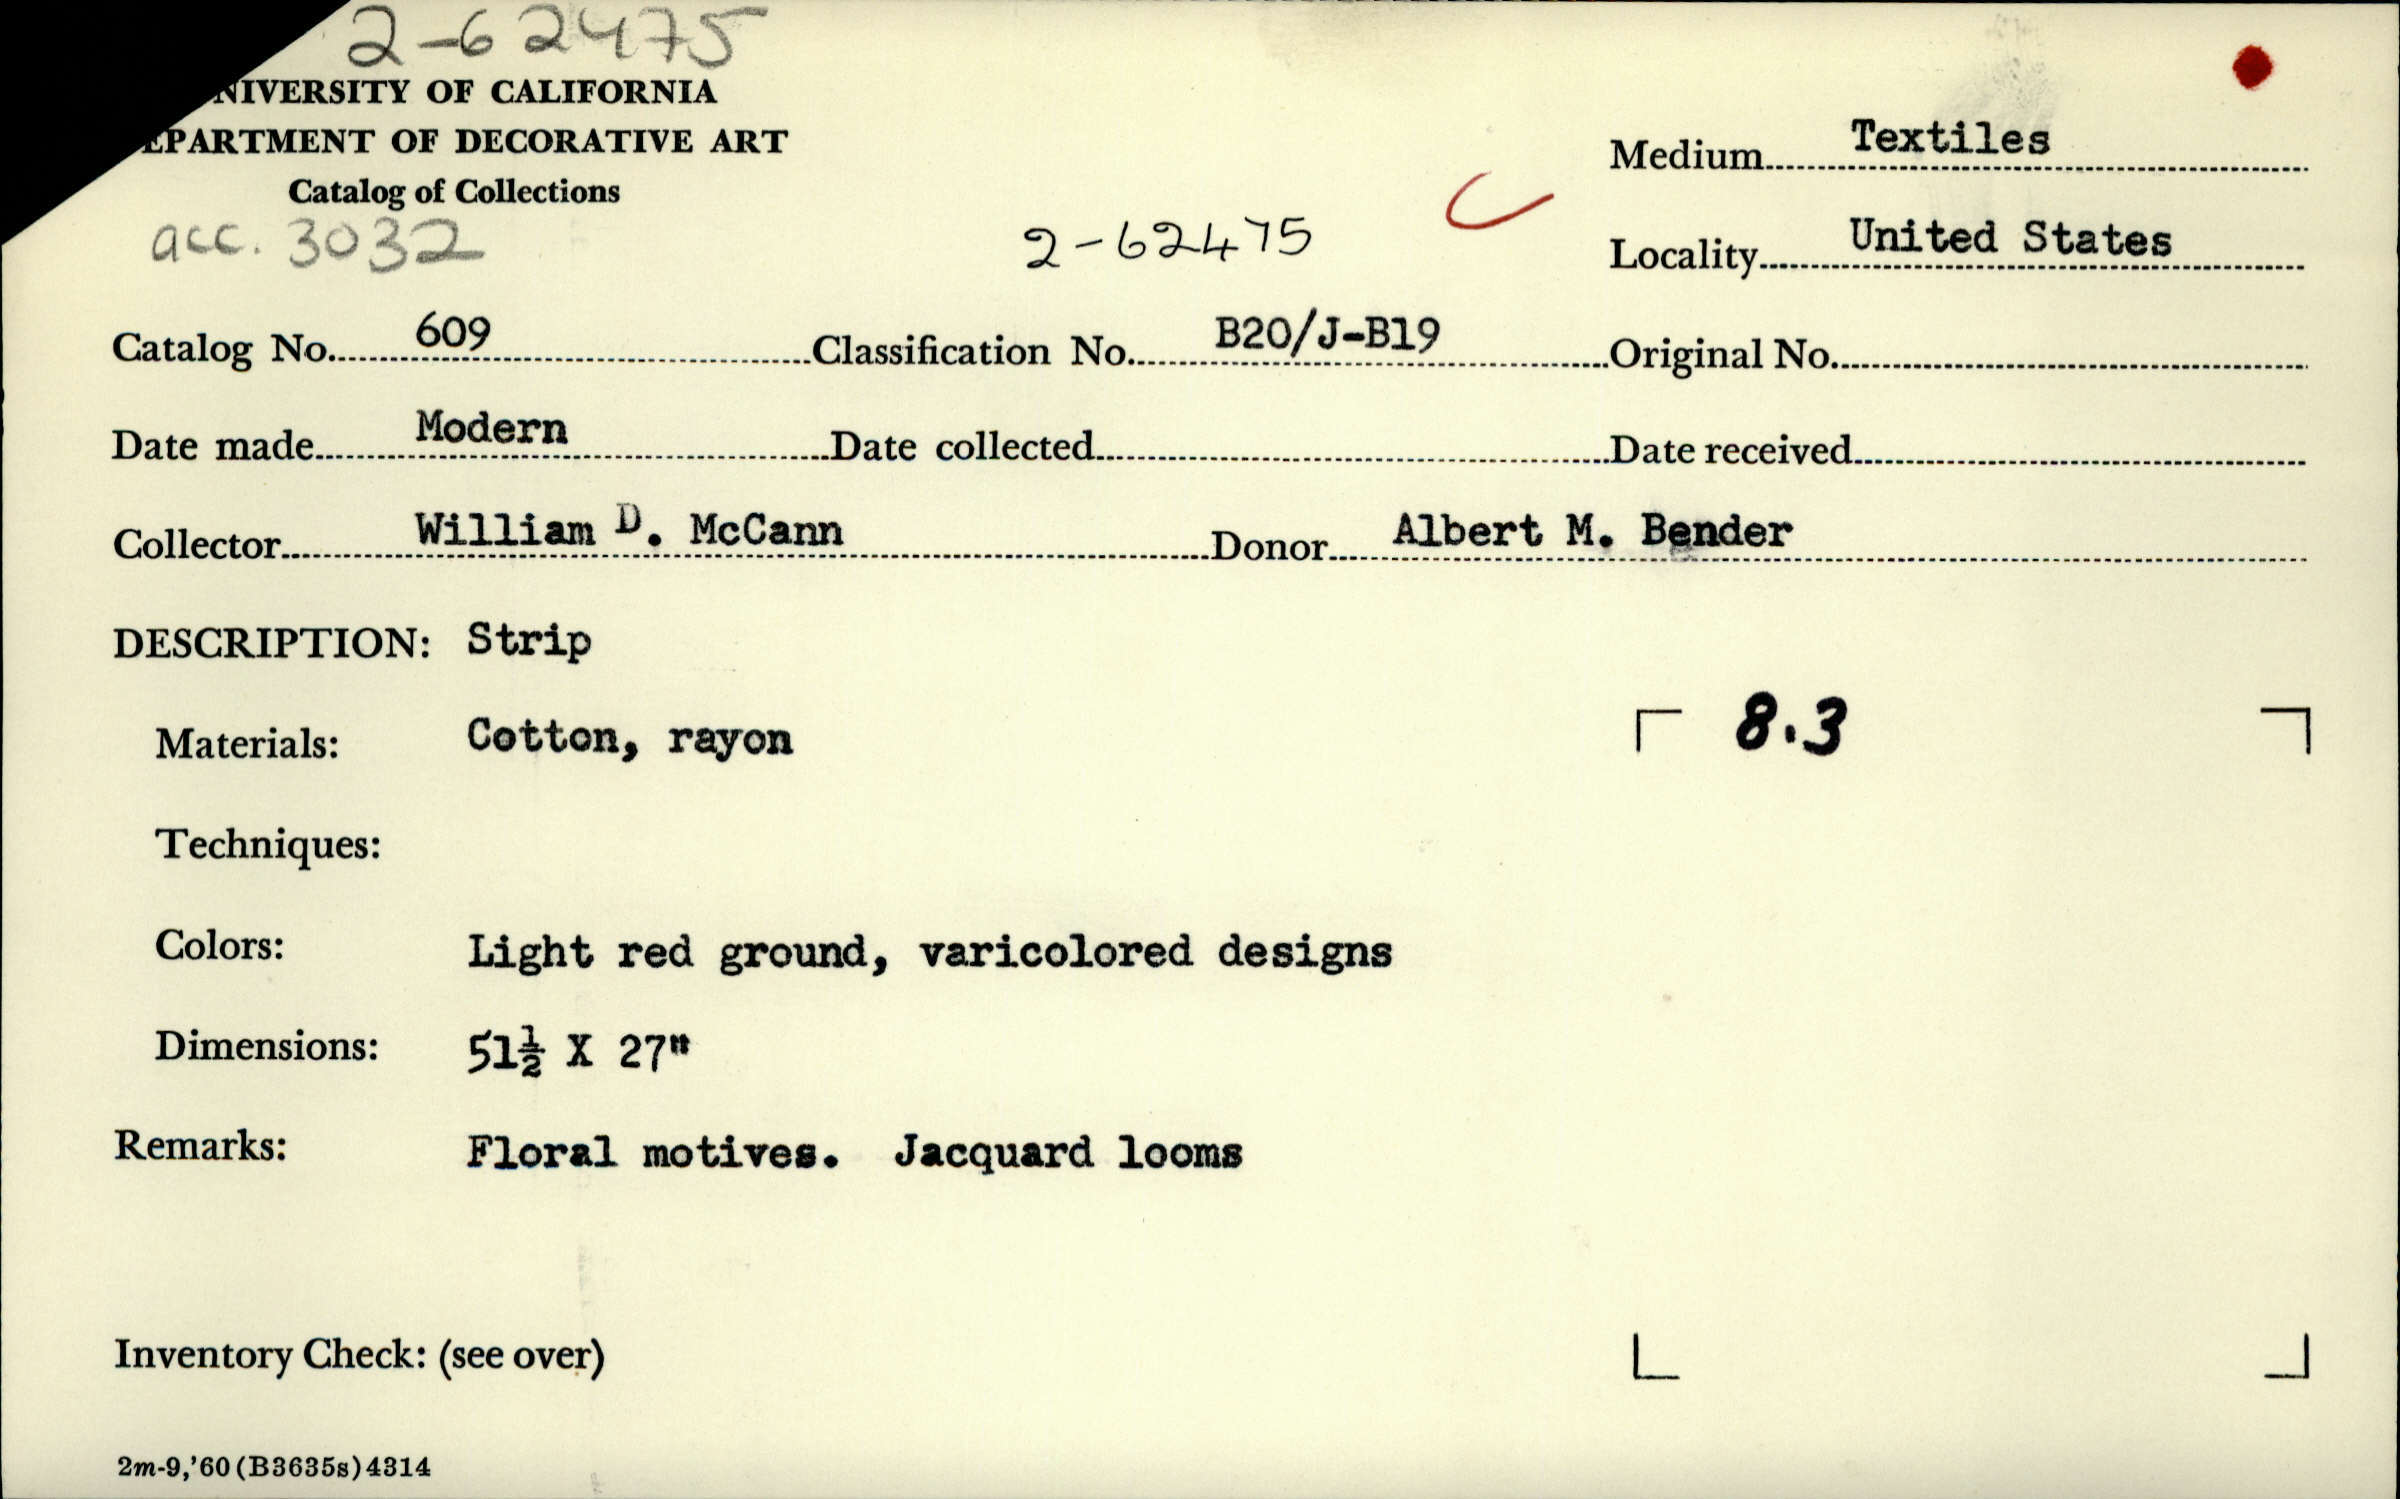 2-62475
NIVERSITY OF CALIFORNIA
EPARTMENT OF DECORATIVE ART
Catalog of Collections
acc. 3032
2-62475
Medium Textiles
Locality United States
Catalog No. 609 Classification No. B20/J-B19 Original No.
Date made Modern Date collected Date received
Collector William D. McCann Donor Albert M. Bender
DESCRIPTION: Strip
8.3
Materials: Cotton, rayon
Techniques:
Colors: Light red ground, varicolored designs
Dimensions: 51½ X 27"
Remarks: Floral motives. Jacquard looms
Inventory Check: (see over)
2m-9,'60(B3635s)4314